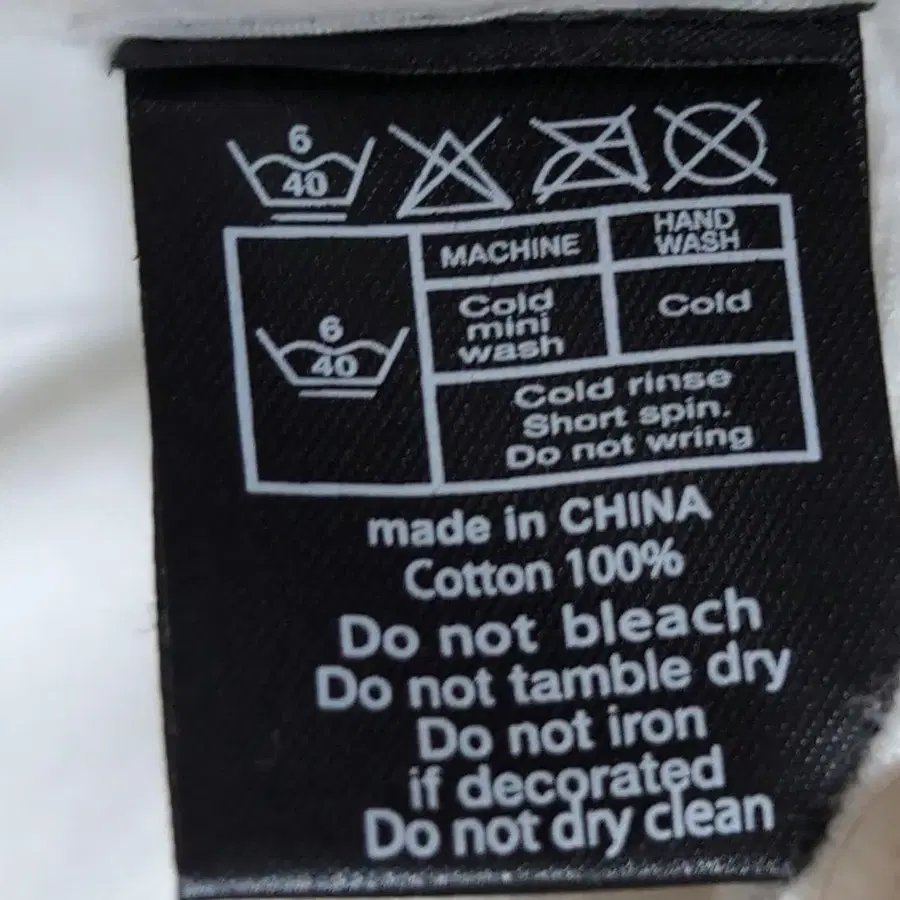 6
40
MACHINE
HAND
WASH
6
40
Cold
mini
wash
Cold
Cold rinse
Short spin.
Do not wring
made in CHINA
Cotton 100%
Do not bleach
Do not tamble dry
Do not iron
if decorated
Do not dry clean